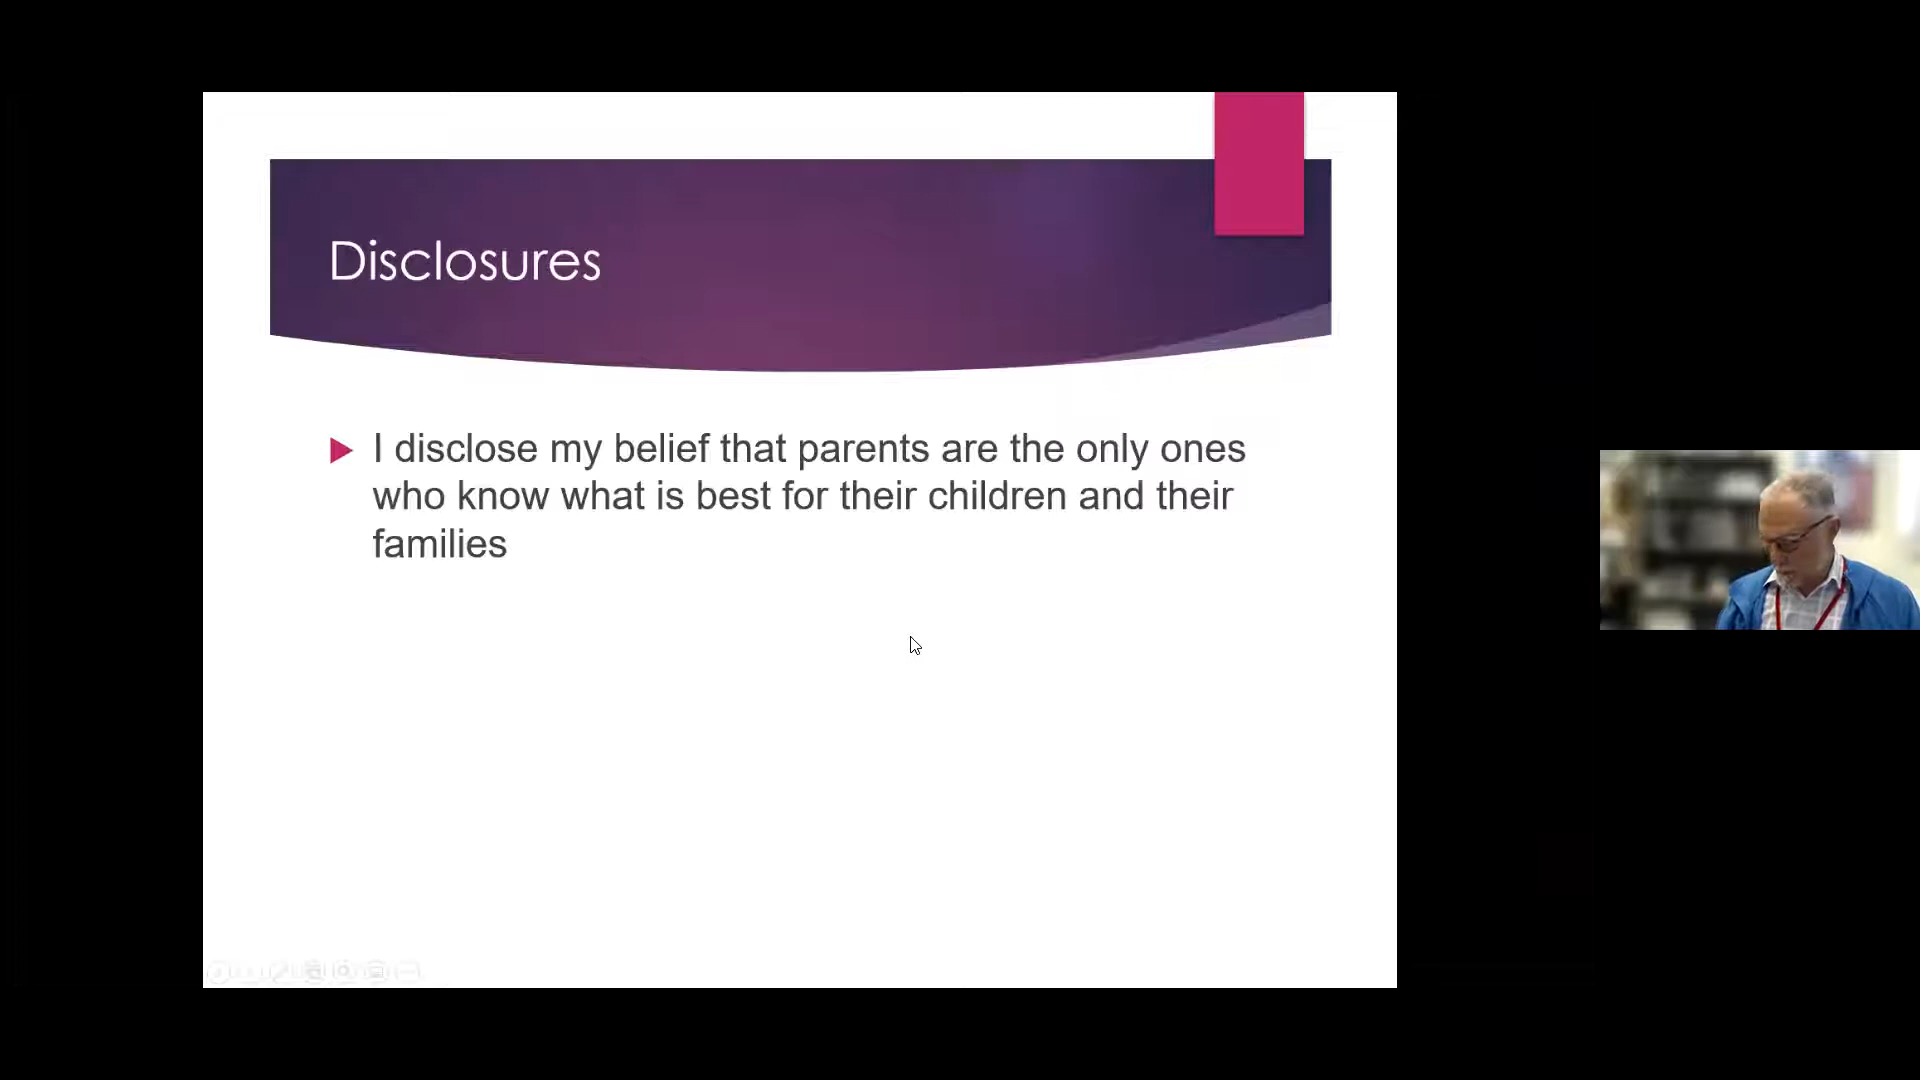 Disclosures
I disclose my belief that parents are the only ones
who know what is best for their children and their
families